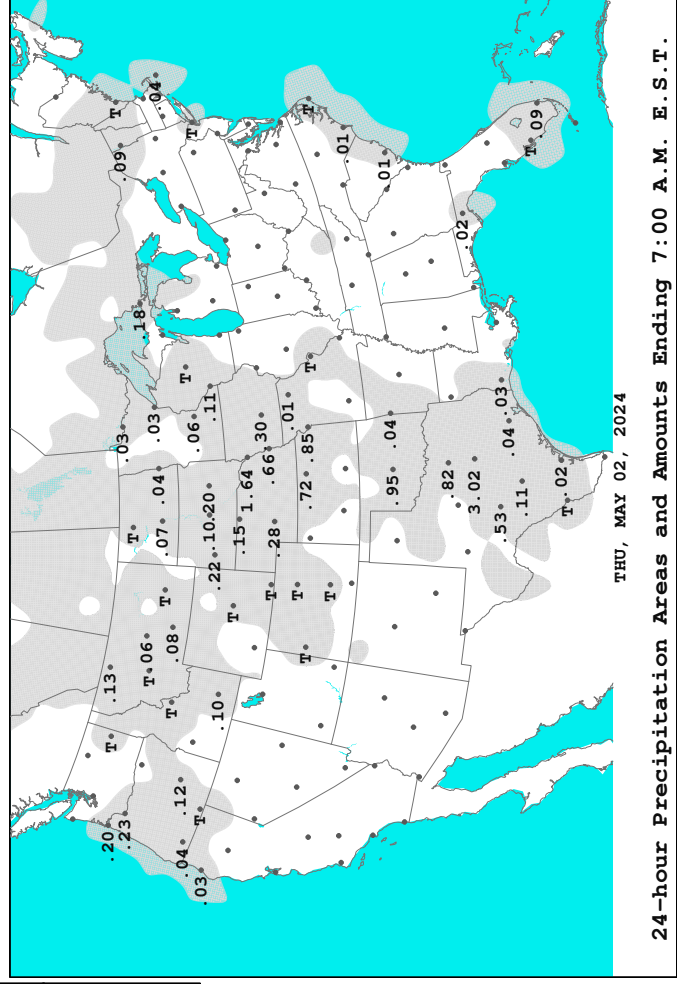 .20 T .13 .03 .09 T
.23 T .18
T .06 .07 .04 .03 .04
T .08 T
.04 .12 .06 T T
.03 T
.10 .22 .10 .20 .11
T .15 1.64
.30
T .28 .66
T .01
T .72 .85 T T
T .01
.95 .04 .01
.82 .02
3.02
.53 .04 .03
.11 T .09
T .02
THU, MAY 02, 2024
24-hour Precipitation Areas and Amounts Ending 7:00 A.M. E.S.T.